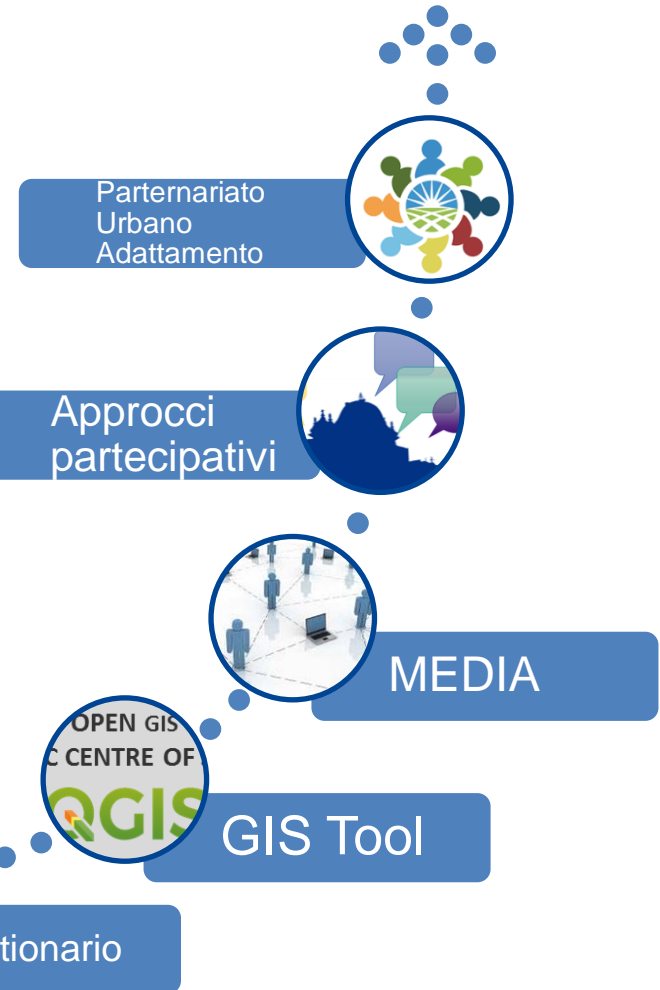 Parternariato
Urbano
Adattamento
Approcci
partecipativi
MEDIA
OPEN GIS
C CENTRE OF
QGIS
GIS Tool
tionario